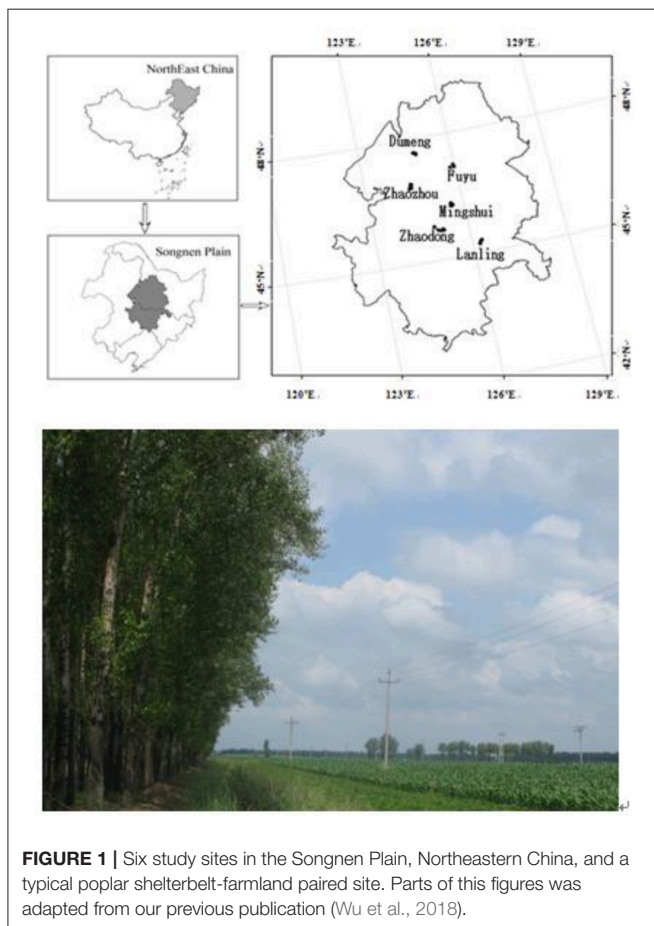 123°E
126°E
129°E
NorthEast China
48°N
48°N
Dumeng
Fuyu
Zhaozhou
Mingshui
45°N
Zhaodong
Lanling
Songnen Plain
45°N
42°N
120°E
123°E
126°E
129°E
FIGURE 1 | Six study sites in the Songnen Plain, Northeastern China, and a
typical poplar shelterbelt-farmland paired site. Parts of this figures was
adapted from our previous publication (Wu et al., 2018).